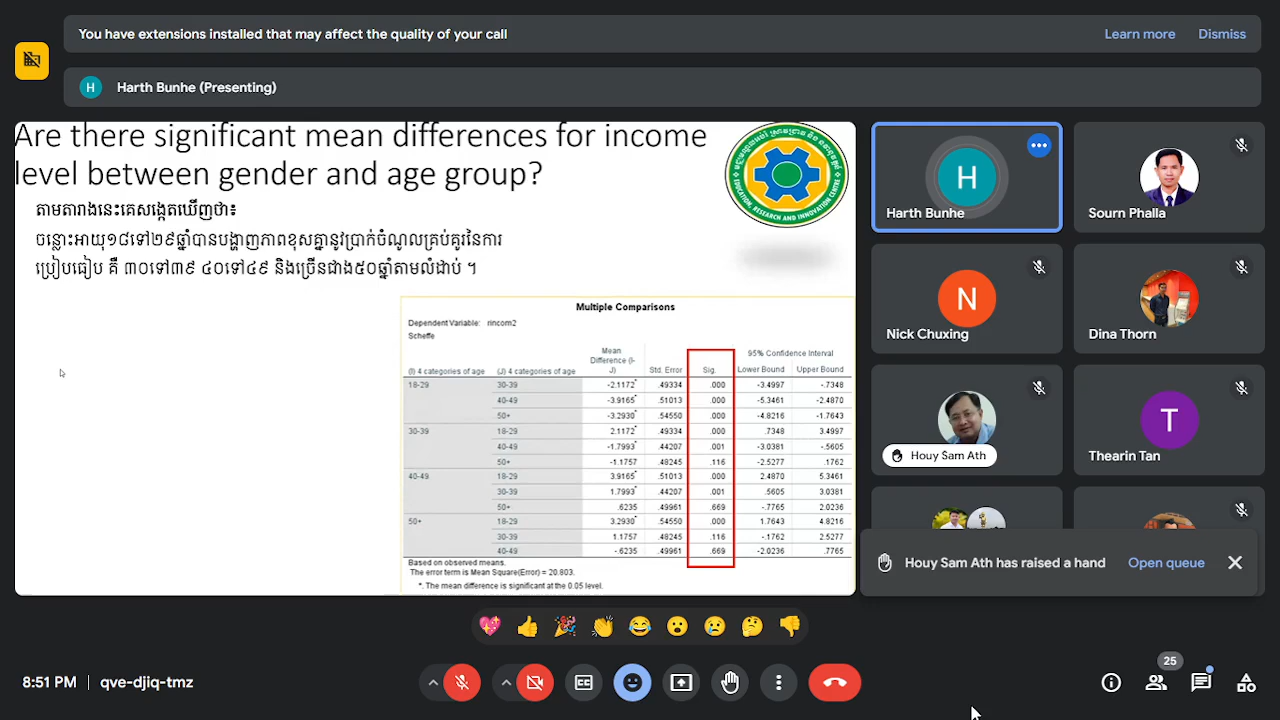 You have extensions installed that may affect the quality of your call
Learn more
Dismiss
H
Harth Bunhe (Presenting)
Are there significant mean differences for income
level between gender and age group?
តាមតារាងនេះគេសង្កេតឃើញថា៖
ចន្លោះអាយុ១៨ទៅ២៩ឆ្នាំបានបង្ហាញភាពខុសគ្នានូវប្រាក់ចំណូលគ្រប់គូរនៃការ
ប្រៀបធៀប គឺ ៣០ទៅ៣៩ ៤០ទៅ៤៩ និងច្រើនជាង៥០ឆ្នាំតាមលំដាប់ ។
EDUCATION, RESEARCH AND INNOVATION CENTRE
Multiple Comparisons
Dependent Variable: rincom2
Scheffe
(I) 4 categories of age (J) 4 categories of age Mean Difference (I-J) Std. Error Sig. 95% Confidence Interval Lower Bound Upper Bound
18-29 30-39 -2.1172* .49334 .000 -3.4997 -.7348
40-49 -3.9165* .51013 .000 -5.3461 -2.4870
50+ -3.2930* .54550 .000 -4.8216 -1.7643
30-39 18-29 2.1172* .49334 .000 .7348 3.4997
40-49 -1.7993* .44207 .001 -3.0381 -.5605
50+ -1.1757 .48245 .116 -2.5277 .1762
40-49 18-29 3.9165* .51013 .000 2.4870 5.3461
30-39 1.7993* .44207 .001 .5605 3.0381
50+ .6235 .49961 .669 -.7765 2.0236
50+ 18-29 3.2930* .54550 .000 1.7643 4.8216
30-39 1.1757 .48245 .116 -.1762 2.5277
40-49 -.6235 .49961 .669 -2.0236 .7765
Based on observed means.
The error term is Mean Square(Error) = 20.803.
*. The mean difference is significant at the 0.05 level.
H
Harth Bunhe
Sourn Phalla
N
Nick Chuxing
Dina Thorn
Houy Sam Ath
T
Thearin Tan
Houy Sam Ath has raised a hand
Open queue
8:51 PM | qve-djiq-tmz
25